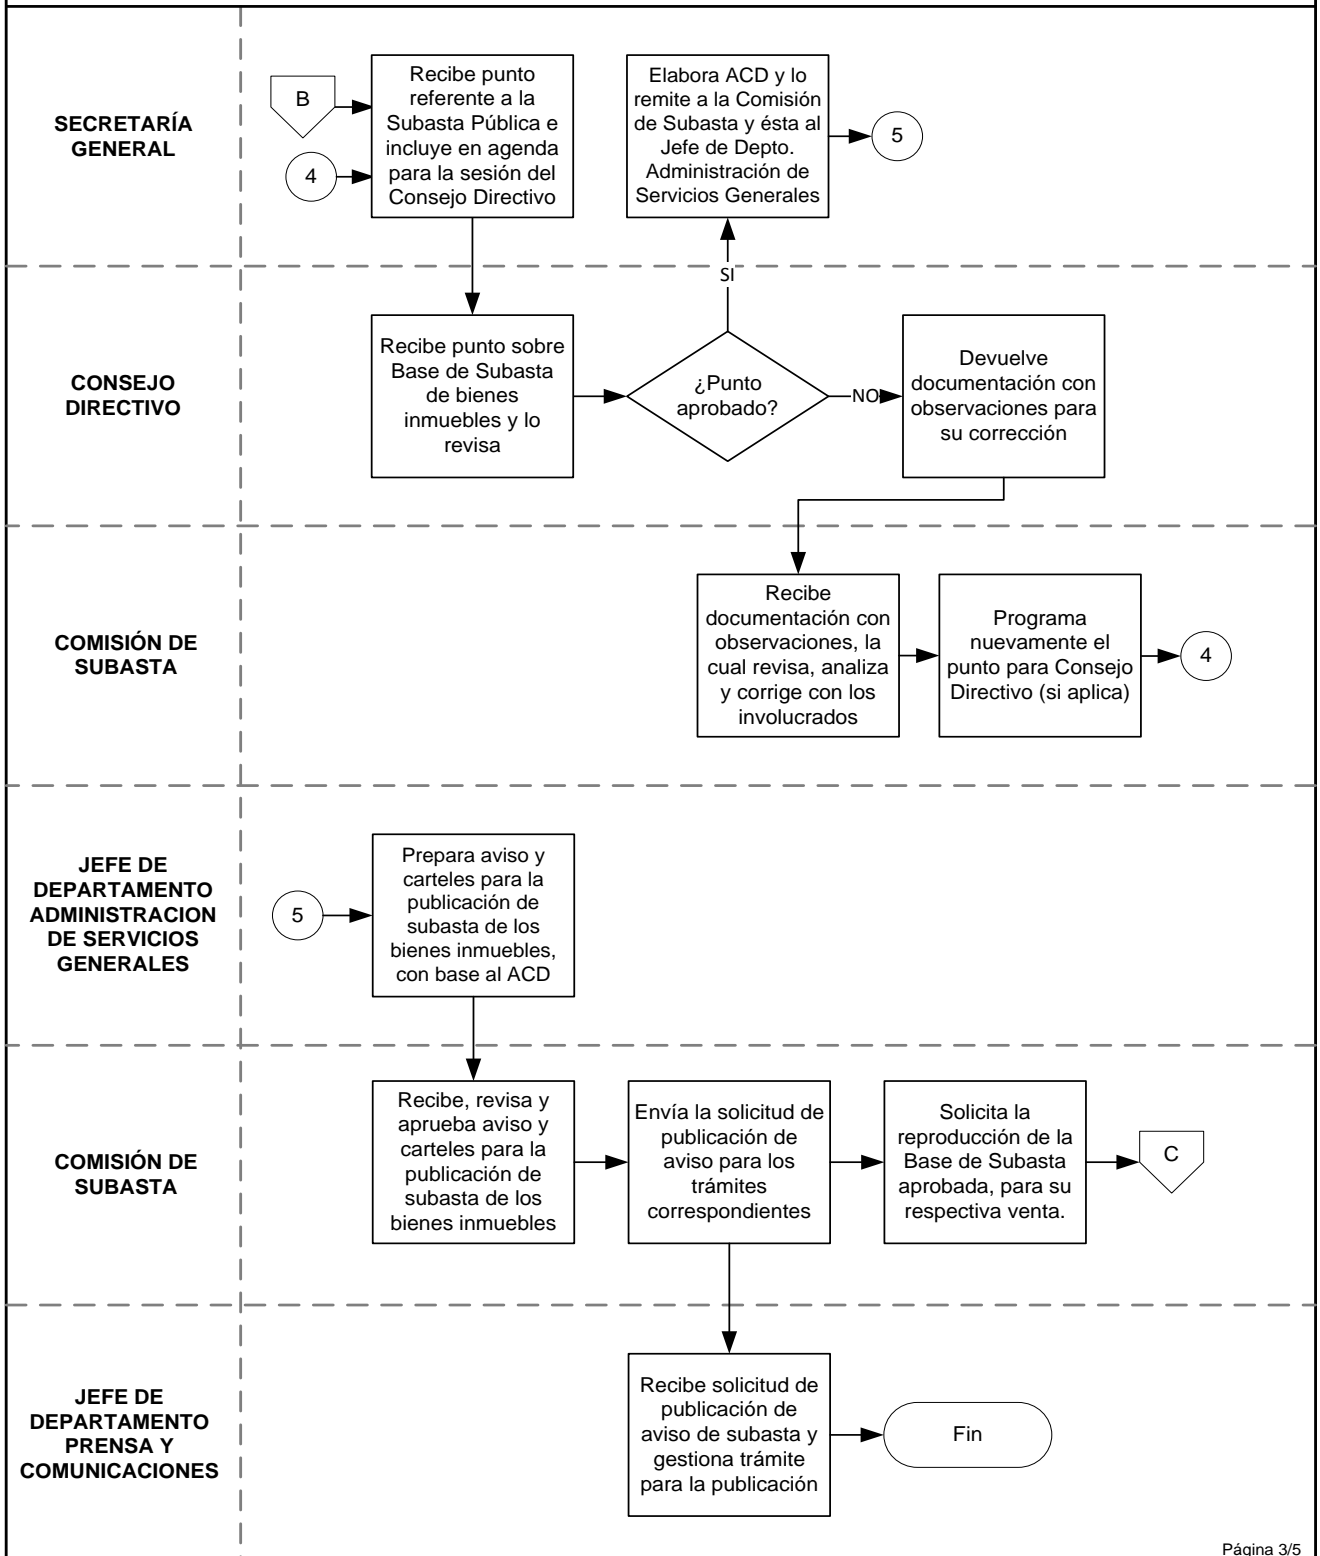 SECRETARÍA
GENERAL
B
4
Recibe punto
referente a la
Subasta Pública e
incluye en agenda
para la sesión del
Consejo Directivo
Elabora ACD y lo
remite a la Comisión
de Subasta y ésta al
Jefe de Depto.
Administración de
Servicios Generales
5
SI
CONSEJO
DIRECTIVO
Recibe punto sobre
Base de Subasta
de bienes
inmuebles y lo
revisa
¿Punto
aprobado?
NO
Devuelve
documentación con
observaciones para
su corrección
COMISIÓN DE
SUBASTA
Recibe
documentación con
observaciones, la
cual revisa, analiza
y corrige con los
involucrados
Programa
nuevamente el
punto para Consejo
Directivo (si aplica)
4
JEFE DE
DEPARTAMENTO
ADMINISTRACION
DE SERVICIOS
GENERALES
5
Prepara aviso y
carteles para la
publicación de
subasta de los
bienes inmuebles,
con base al ACD
COMISIÓN DE
SUBASTA
Recibe, revisa y
aprueba aviso y
carteles para la
publicación de
subasta de los
bienes inmuebles
Envía la solicitud de
publicación de
aviso para los
trámites
correspondientes
Solicita la
reproducción de la
Base de Subasta
aprobada, para su
respectiva venta.
C
JEFE DE
DEPARTAMENTO
PRENSA Y
COMUNICACIONES
Recibe solicitud de
publicación de
aviso de subasta y
gestiona trámite
para la publicación
Fin
Página 3/5